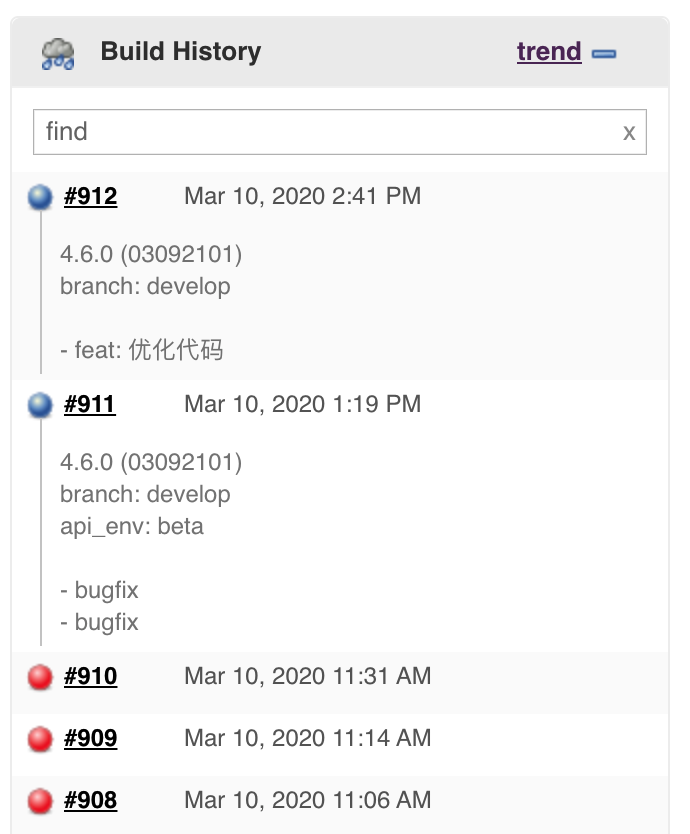 Build History trend
find x
#912 Mar 10, 2020 2:41 PM
4.6.0 (03092101)
branch: develop
- feat: 优化代码
#911 Mar 10, 2020 1:19 PM
4.6.0 (03092101)
branch: develop
api_env: beta
- bugfix
- bugfix
#910 Mar 10, 2020 11:31 AM
#909 Mar 10, 2020 11:14 AM
#908 Mar 10, 2020 11:06 AM